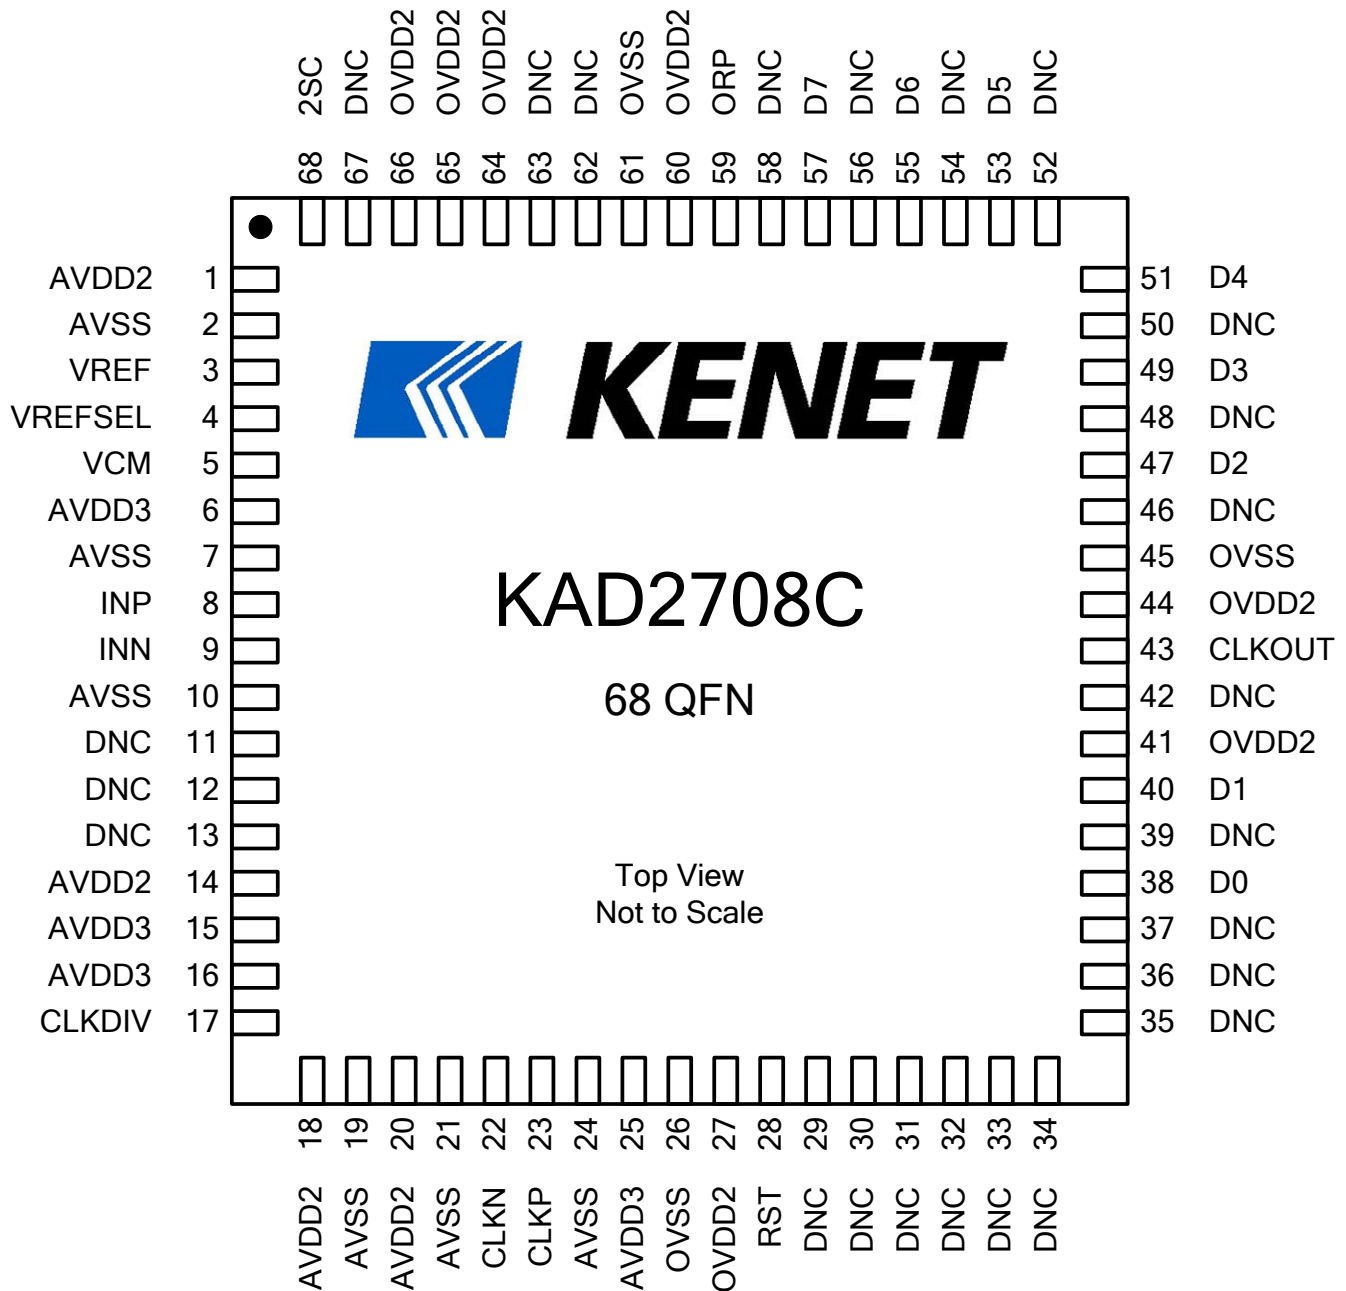 2SC DNC OVDD2 OVDD2 OVDD2 DNC DNC OVSS OVDD2 ORP DNC D7 DNC D6 DNC D5 DNC
68 67 66 65 64 63 62 61 60 59 58 57 56 55 54 53 52
AVDD2 1 51 D4
AVSS 2 50 DNC
VREF 3 49 D3
VREFSEL 4 48 DNC
VCM 5 47 D2
AVDD3 6 46 DNC
AVSS 7 45 OVSS
INP 8 44 OVDD2
INN 9 43 CLKOUT
AVSS 10 42 DNC
DNC 11 41 OVDD2
DNC 12 40 D1
DNC 13 39 DNC
AVDD2 14 38 D0
AVDD3 15 37 DNC
AVDD3 16 36 DNC
CLKDIV 17 35 DNC
KENET
KAD2708C
68 QFN
Top View
Not to Scale
18 19 20 21 22 23 24 25 26 27 28 29 30 31 32 33 34
AVDD2 AVSS AVDD2 AVSS CLKN CLKP AVSS AVDD3 OVSS OVDD2 RST DNC DNC DNC DNC DNC DNC